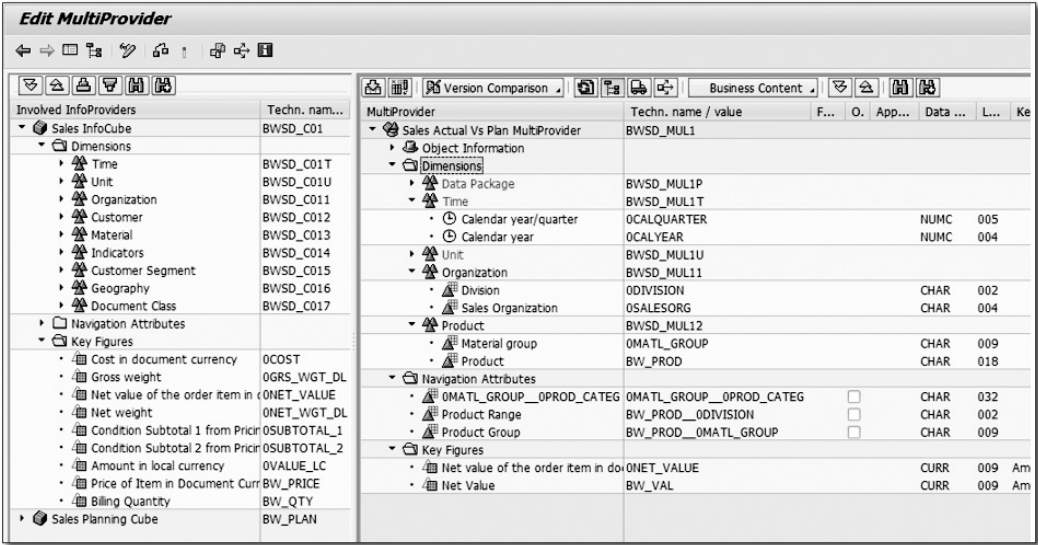 Edit MultiProvider
Version Comparison
Business Content
Involved InfoProviders Techn. nam...
Sales InfoCube BWSD_C01
Dimensions
Time BWSD_C01T
Unit BWSD_C01U
Organization BWSD_C011
Customer BWSD_C012
Material BWSD_C013
Indicators BWSD_C014
Customer Segment BWSD_C015
Geography BWSD_C016
Document Class BWSD_C017
Navigation Attributes
Key Figures
Cost in document currency 0COST
Gross weight 0GRS_WGT_DL
Net value of the order item in 0NET_VALUE
Net weight 0NET_WGT_DL
Condition Subtotal 1 from Pricin 0SUBTOTAL_1
Condition Subtotal 2 from Pricin 0SUBTOTAL_2
Amount in local currency 0VALUE_LC
Price of Item in Document Curr BW_PRICE
Billing Quantity BW_QTY
Sales Planning Cube BW_PLAN
MultiProvider Techn. name / value F... O. App... Data ... L... Ke
Sales Actual Vs Plan MultiProvider BWSD_MUL1
Object Information
Dimensions
Data Package BWSD_MUL1P
Time BWSD_MUL1T
Calendar year/quarter 0CALQUARTER NUMC 005
Calendar year 0CALYEAR NUMC 004
Unit BWSD_MUL1U
Organization BWSD_MUL11
Division 0DIVISION CHAR 002
Sales Organization 0SALESORG CHAR 004
Product BWSD_MUL12
Material group 0MATL_GROUP CHAR 009
Product BW_PROD CHAR 018
Navigation Attributes
0MATL_GROUP__0PROD_CATEG 0MATL_GROUP__0PROD_CATEG CHAR 032
Product Range BW_PROD__0DIVISION CHAR 002
Product Group BW_PROD__0MATL_GROUP CHAR 009
Key Figures
Net value of the order item in do 0NET_VALUE CURR 009 Am
Net Value BW_VAL CURR 009 Am